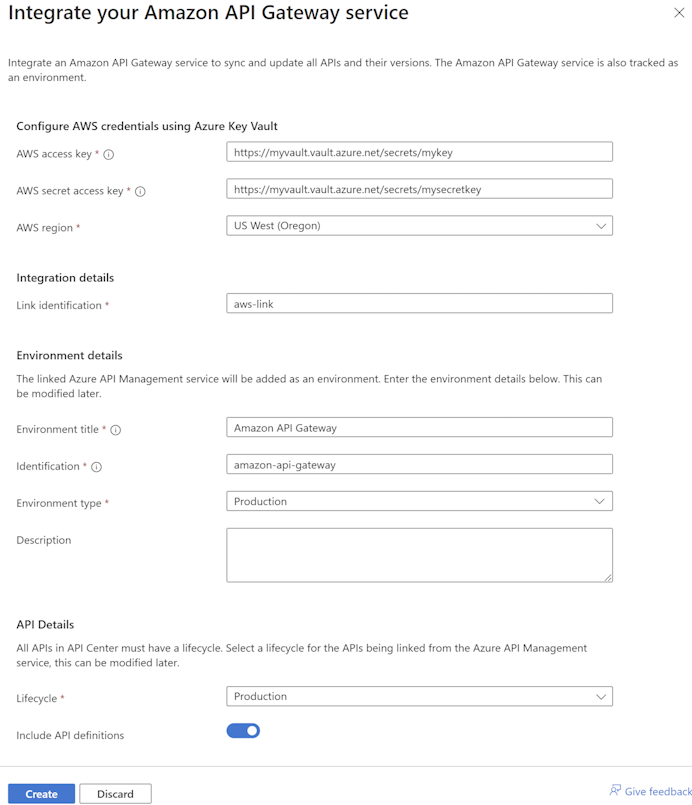 Integrate your Amazon API Gateway service
Integrate an Amazon API Gateway service to sync and update all APIs and their versions. The Amazon API Gateway service is also tracked as
an environment.
Configure AWS credentials using Azure Key Vault
AWS access key *
https://myvault.vault.azure.net/secrets/mykey
AWS secret access key *
https://myvault.vault.azure.net/secrets/mysecretkey
AWS region *
US West (Oregon)
Integration details
Link identification *
aws-link
Environment details
The linked Azure API Management service will be added as an environment. Enter the environment details below. This can
be modified later.
Environment title *
Amazon API Gateway
Identification *
amazon-api-gateway
Environment type *
Production
Description
API Details
All APIs in API Center must have a lifecycle. Select a lifecycle for the APIs being linked from the Azure API Management
service, this can be modified later.
Lifecycle *
Production
Include API definitions
Create
Discard
Give feedback